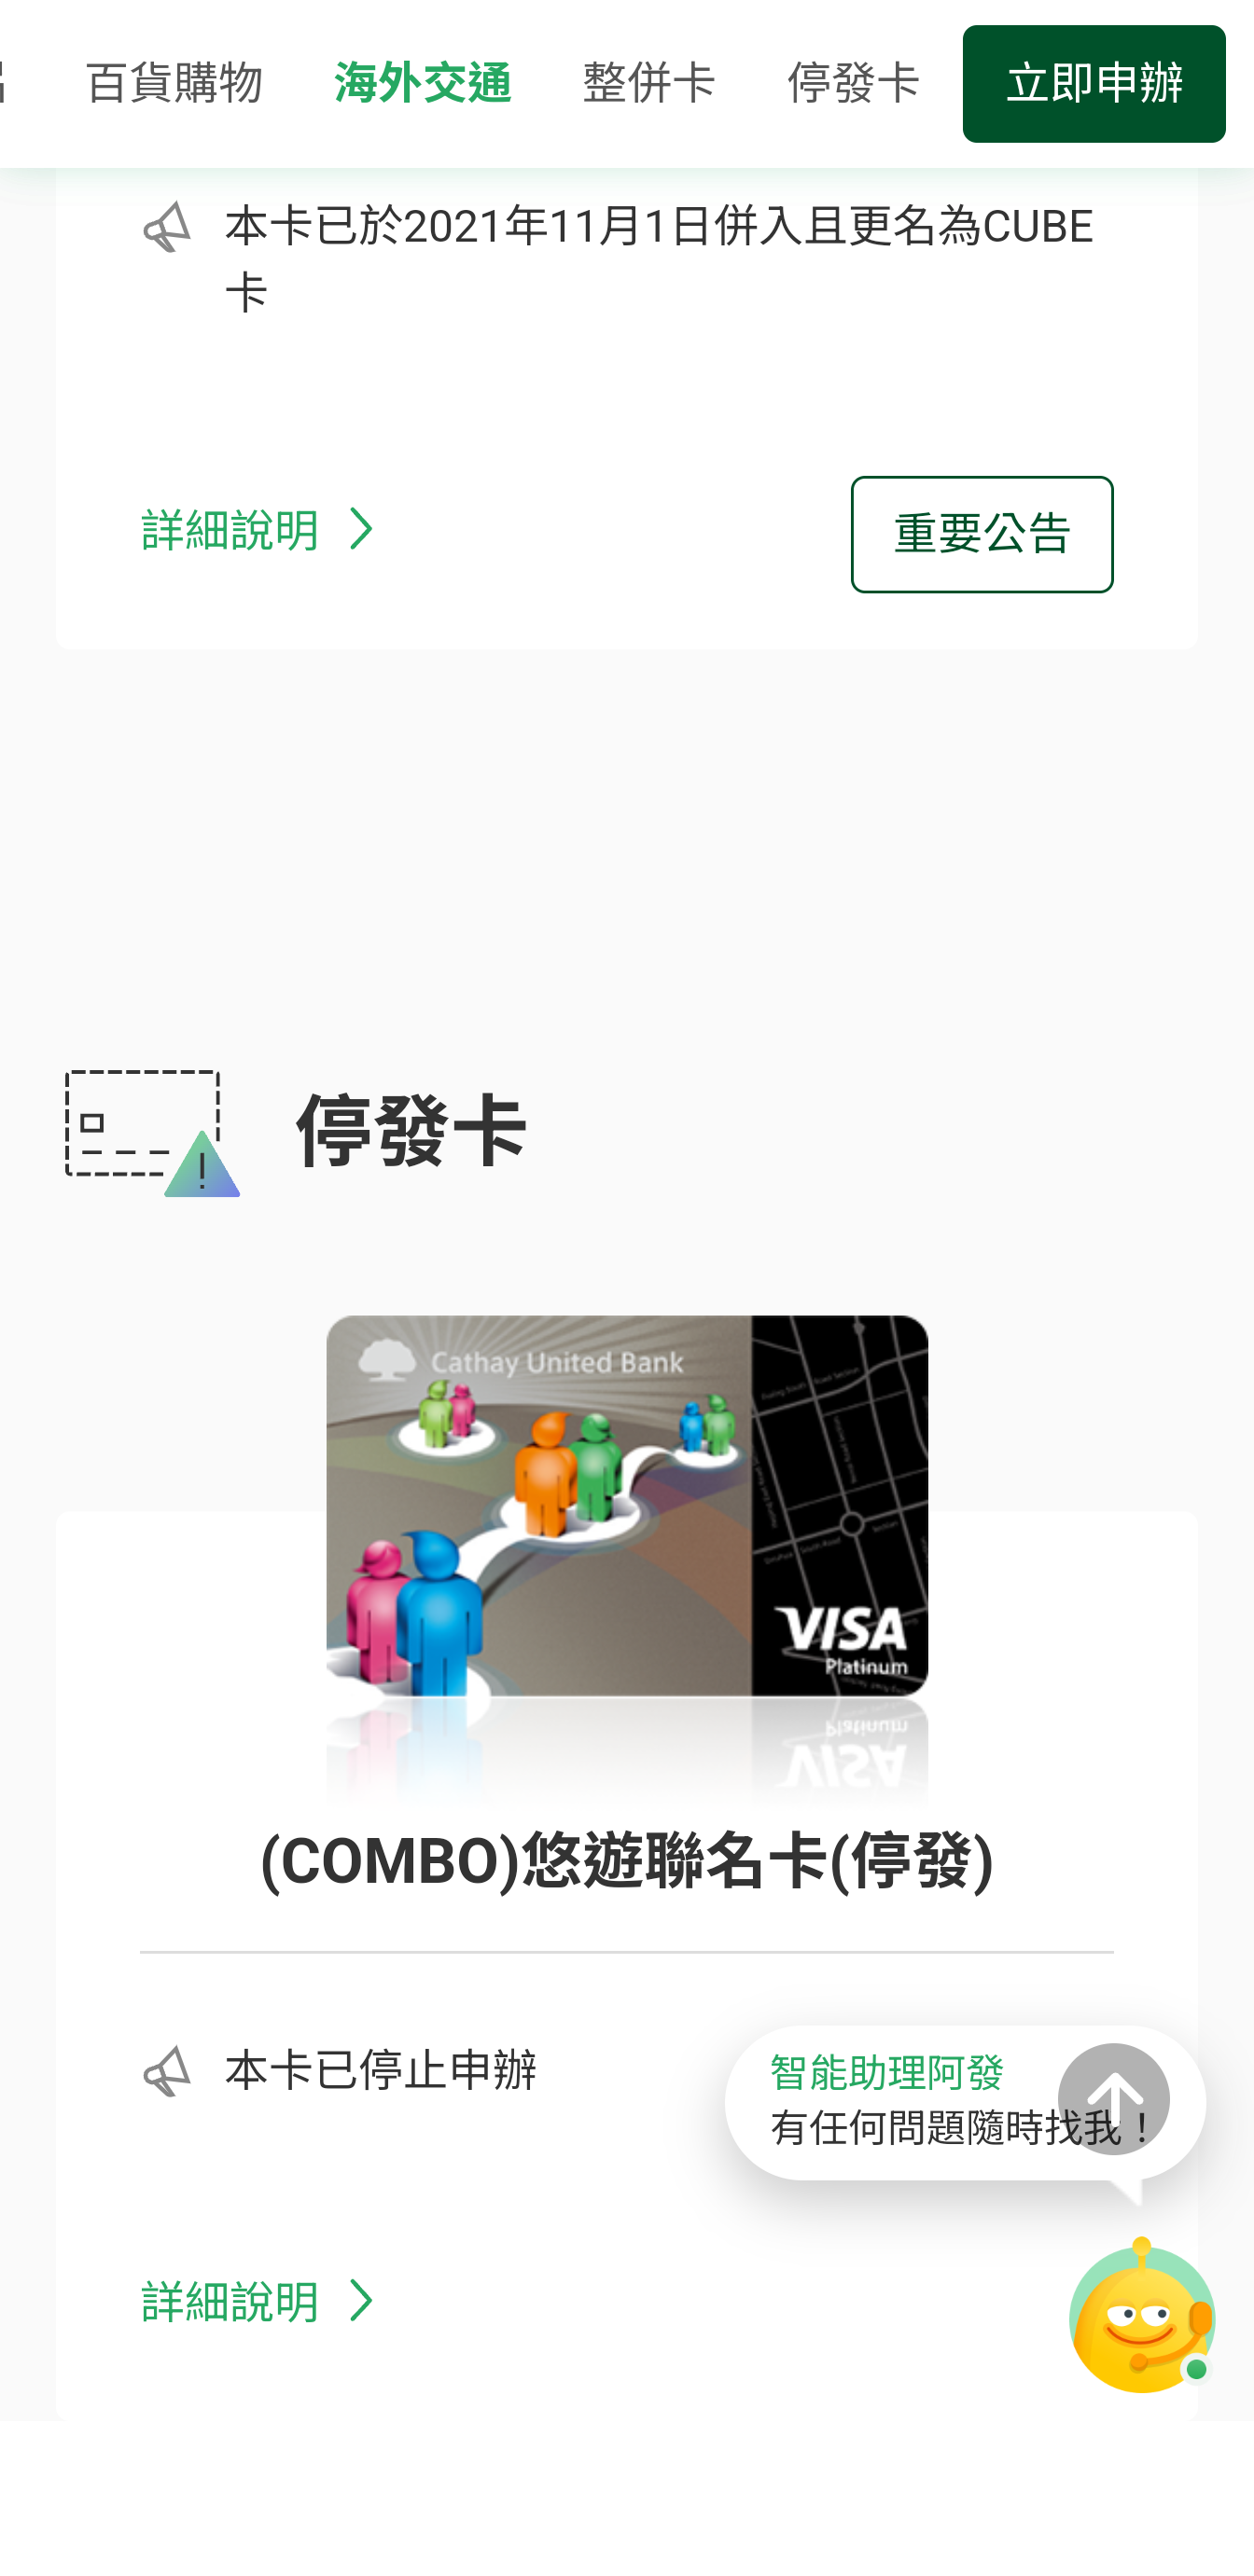 百貨購物 海外交通 整併卡 停發卡 立即申辦
本卡已於2021年11月1日併入且更名為CUBE
卡
詳細說明
重要公告
停發卡
Cathay United Bank
VISA
Platinum
(COMBO)悠遊聯名卡(停發)
本卡已停止申辦
智能助理阿發
有任何問題隨時找我！
詳細說明